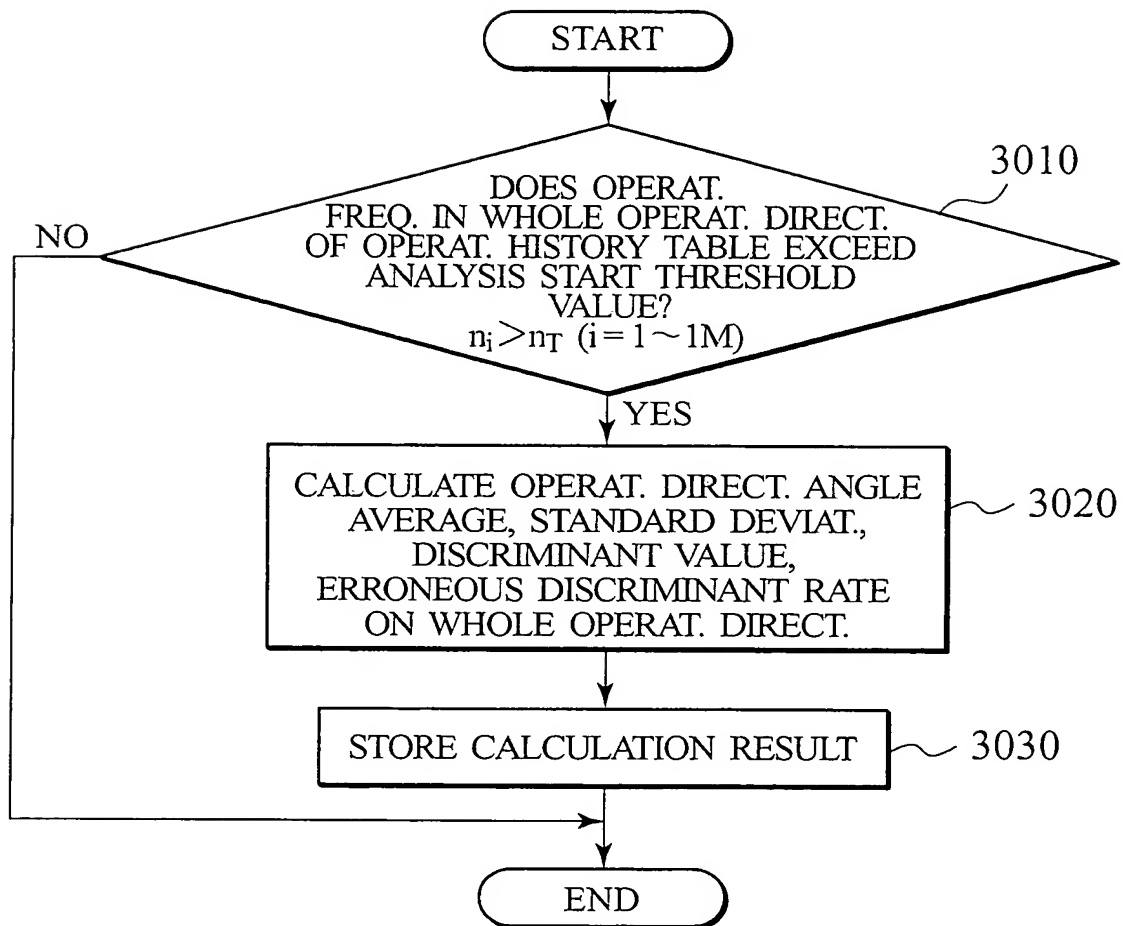 START
3010
DOES OPERAT.
FREQ. IN WHOLE OPERAT. DIRECT.
OF OPERAT. HISTORY TABLE EXCEED
ANALYSIS START THRESHOLD
VALUE?
nᵢ>n_T (i=1~1M)
NO
YES
CALCULATE OPERAT. DIRECT. ANGLE
AVERAGE, STANDARD DEVIAT.,
DISCRIMINANT VALUE,
ERRONEOUS DISCRIMINANT RATE
ON WHOLE OPERAT. DIRECT.
3020
STORE CALCULATION RESULT
3030
END